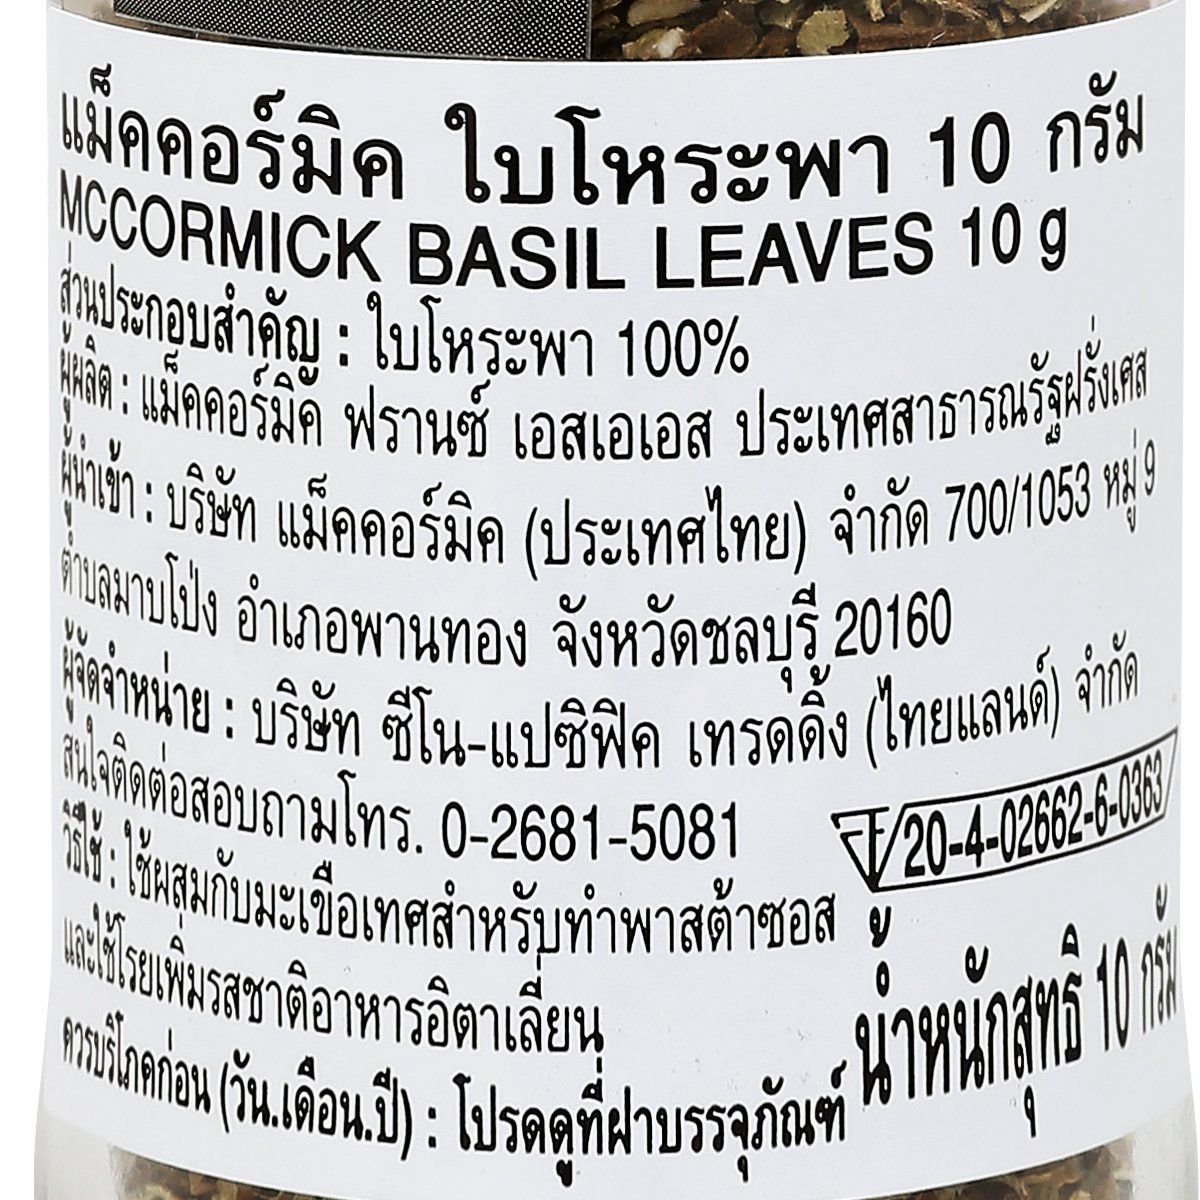 แม็คคอร์มิค ใบโหระพา 10 กรัม
MCCORMICK BASIL LEAVES 10 g
ส่วนประกอบสำคัญ : ใบโหระพา 100%
ผู้ผลิต : แม็คคอร์มิค ฟรานซ์ เอสเอเอส ประเทศสาธารณรัฐฝรั่งเศส
ผู้นำเข้า : บริษัท แม็คคอร์มิค (ประเทศไทย) จำกัด 700/1053 หมู่ 9
ตำบลมาบโป่ง อำเภอพานทอง จังหวัดชลบุรี 20160
ผู้จัดจำหน่าย : บริษัท ซีโน-แปซิฟิค เทรดดิ้ง (ไทยแลนด์) จำกัด
สนใจติดต่อสอบถามโทร. 0-2681-5081
20-4-02662-6-0363
วิธีใช้ : ใช้ผสมกับมะเขือเทศสำหรับทำพาสต้าซอส
และใช้โรยเพิ่มรสชาติอาหารอิตาเลี่ยน
น้ำหนักสุทธิ 10 กรัม
ควรบริโภคก่อน (วัน.เดือน.ปี) : โปรดดูที่ฝาบรรจุภัณฑ์